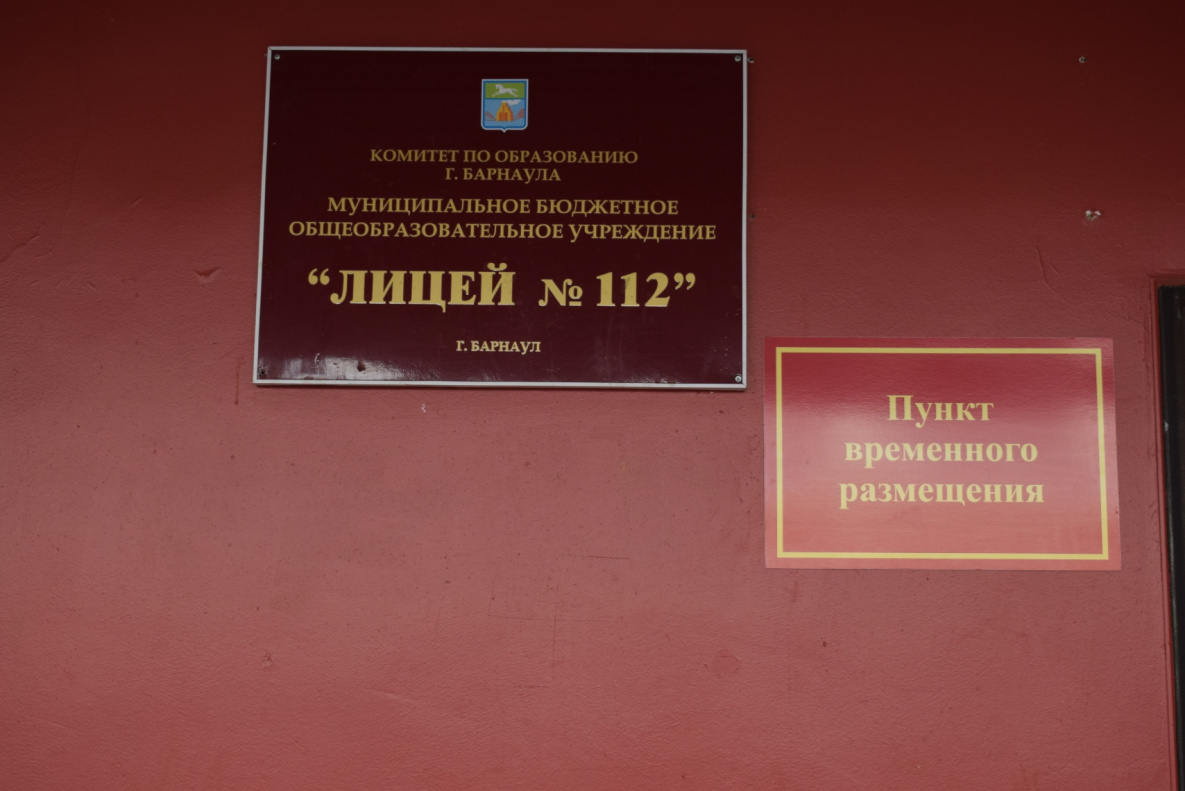 КОМИТЕТ ПО ОБРАЗОВАНИЮ
Г. БАРНАУЛА
МУНИЦИПАЛЬНОЕ БЮДЖЕТНОЕ
ОБЩЕОБРАЗОВАТЕЛЬНОЕ УЧРЕЖДЕНИЕ
“ЛИЦЕЙ № 112”
Г. БАРНАУЛ
Пункт
временного
размещения